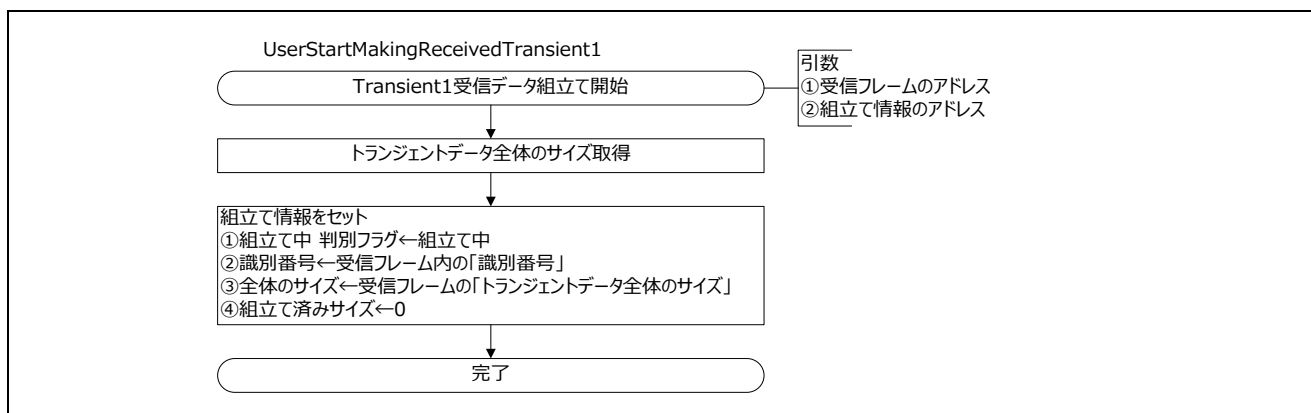 UserStartMakingReceivedTransient1
Transient1受信データ組立て開始
引数
①受信フレームのアドレス
②組立て情報のアドレス
トランジェントデータ全体のサイズ取得
組立て情報をセット
①組立て中 判別フラグ←組立て中
②識別番号←受信フレーム内の「識別番号」
③全体のサイズ←受信フレームの「トランジェントデータ全体のサイズ」
④組立て済みサイズ←0
完了